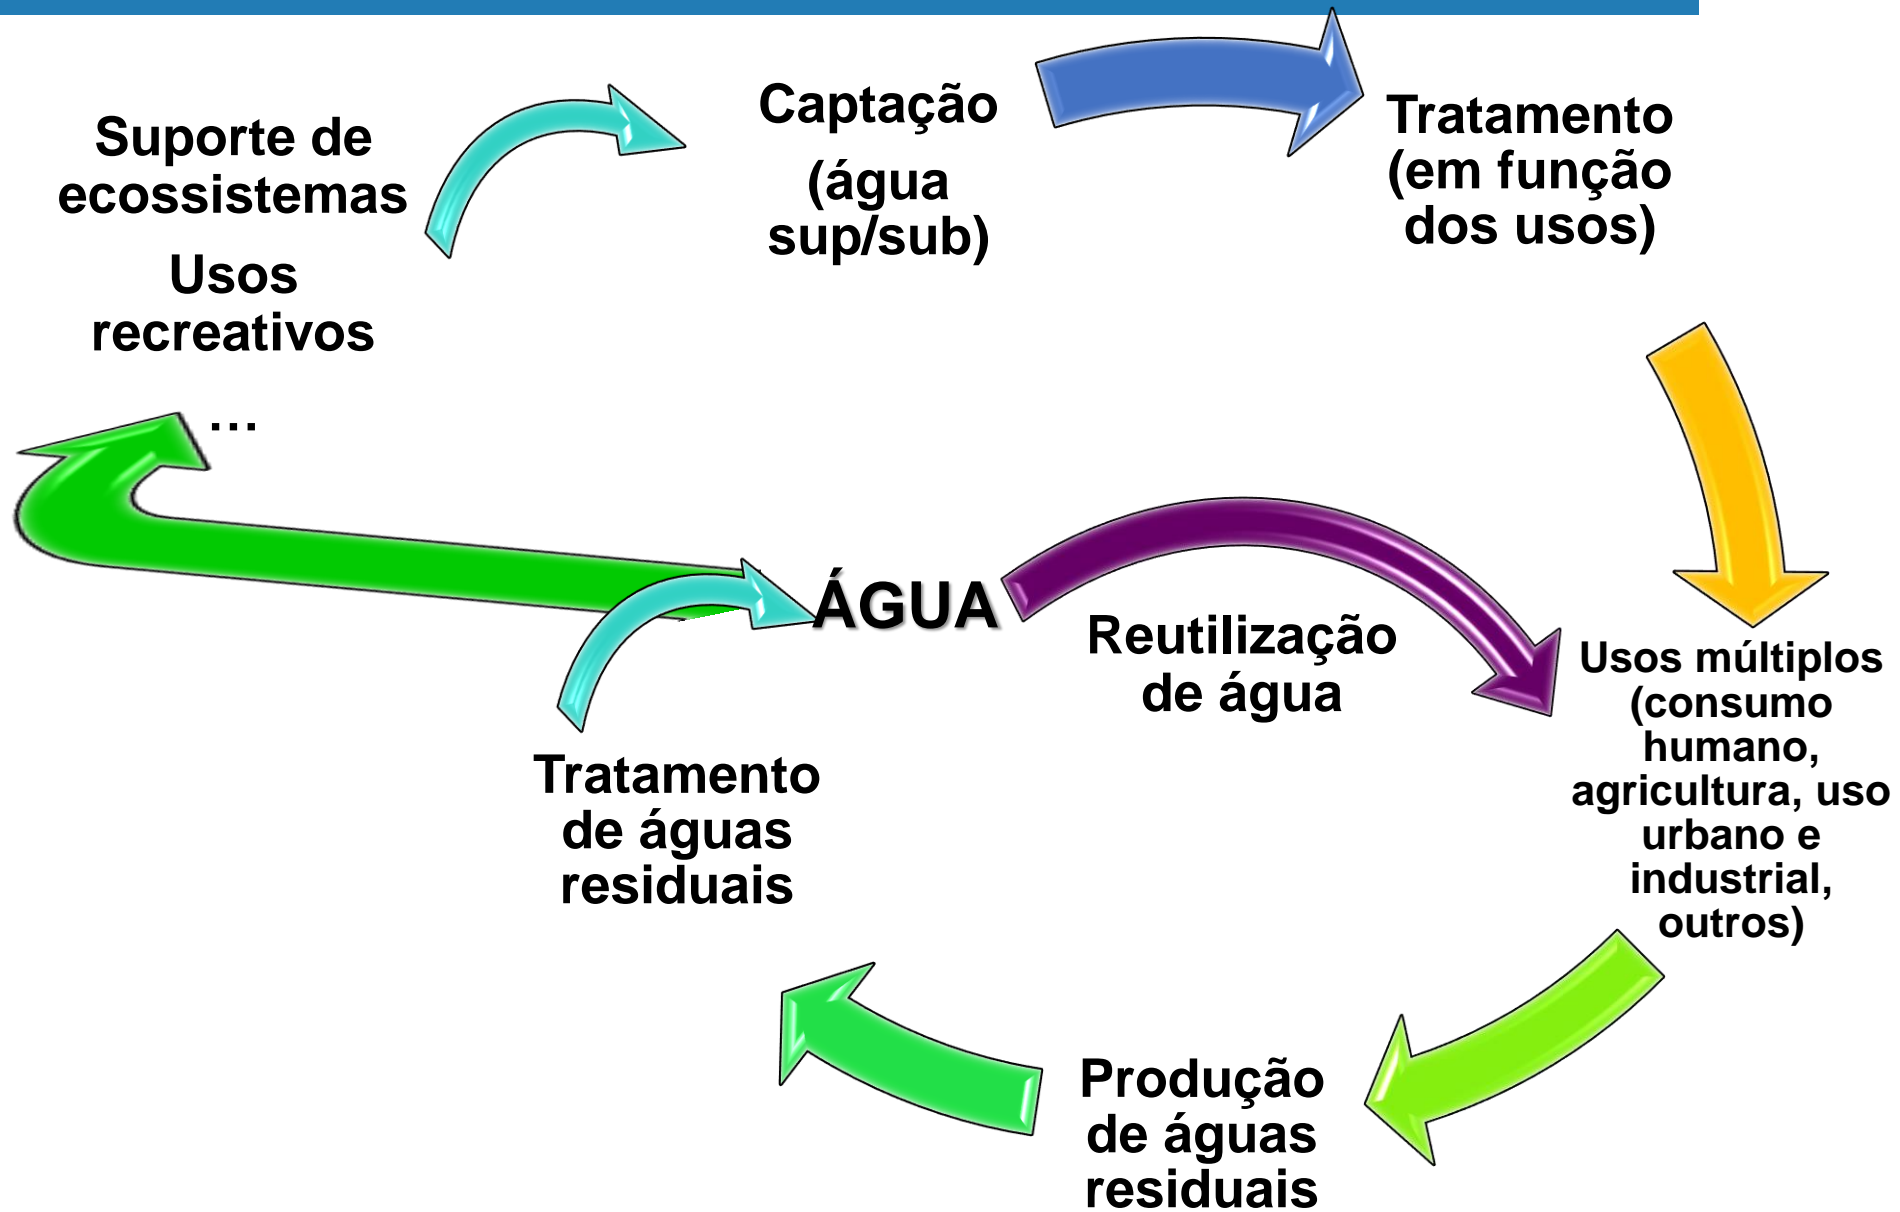 Suporte de
ecossistemas
Usos
recreativos
…
Captação
(água
sup/sub)
Tratamento
(em função
dos usos)
ÁGUA
Reutilização
de água
Usos múltiplos
(consumo
humano,
agricultura, uso
urbano e
industrial,
outros)
Tratamento
de águas
residuais
Produção
de águas
residuais